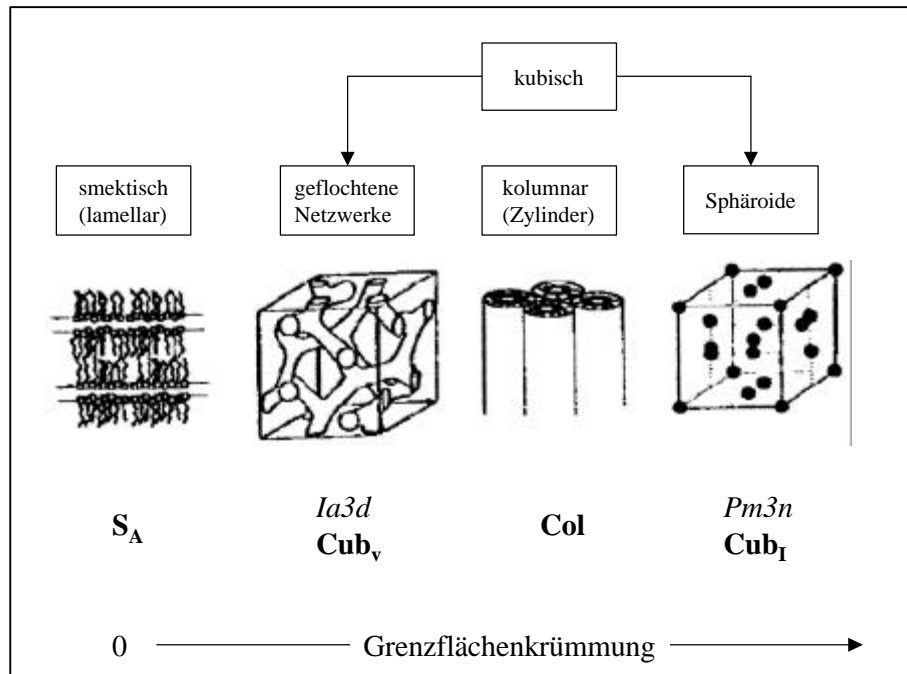 kubisch
smektisch
(lamellar)
geflochtene
Netzwerke
kolumnar
(Zylinder)
Sphäroide
Ia3d
Pm3n
S_A
Cub_v
Col
Cub_I
0
Grenzflächenkrümmung